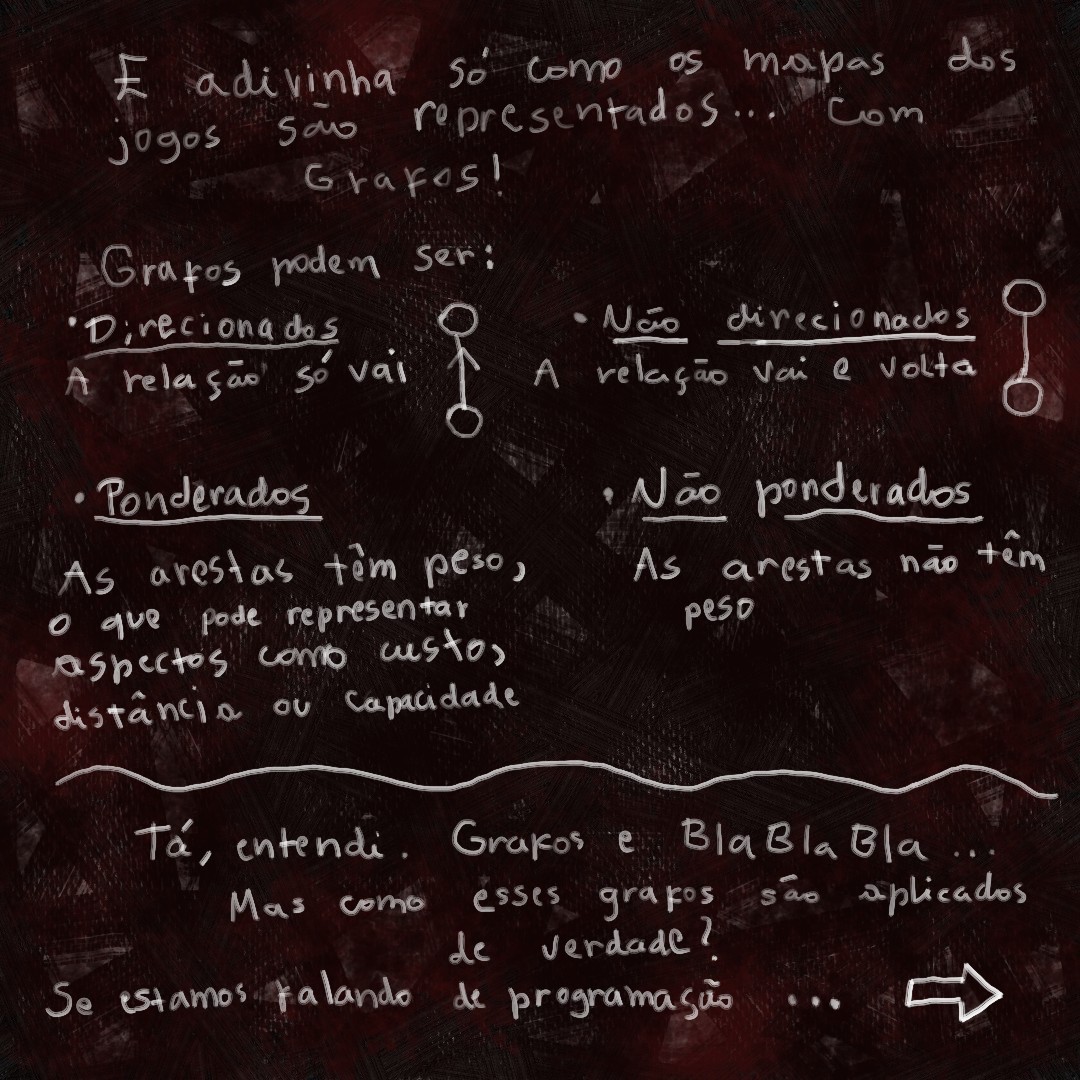 E adivinha só como os mapas dos
jogos são representados... Com
Grafos!
Grafos podem ser:
• Direcionados
A relação só vai
• Não direcionados
A relação vai e volta
• Ponderados
As arestas têm peso,
o que pode representar
aspectos como custo,
distância ou capacidade
• Não ponderados
As arestas não têm
peso
Tá, entendi. Grafos e BlaBlaBla...
Mas como esses grafos são aplicados
de verdade?
Se estamos falando de programação ...